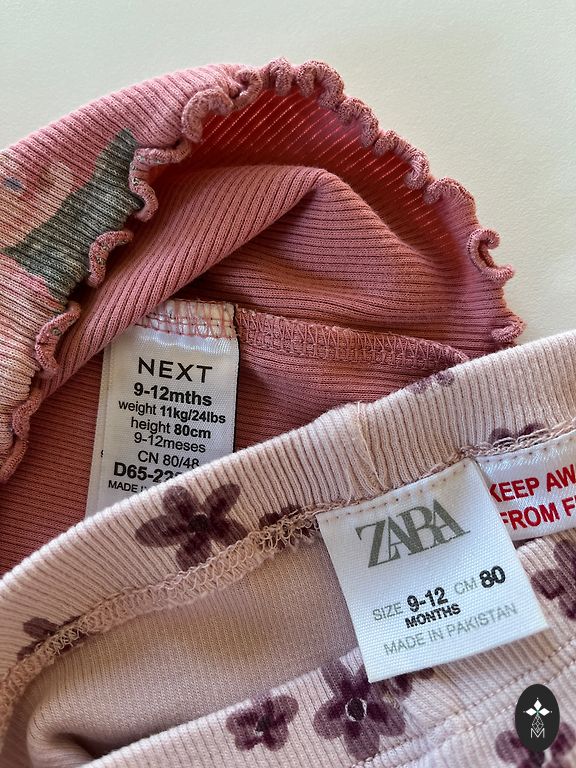 NEXT
9-12mths
weight 11kg/24lbs
height 80cm
9-12meses
CN 80/48
MADE
KEEP
FROM
ZARA
SIZE 9-12 CM 80
MONTHS
MADE IN PAKISTAN
M